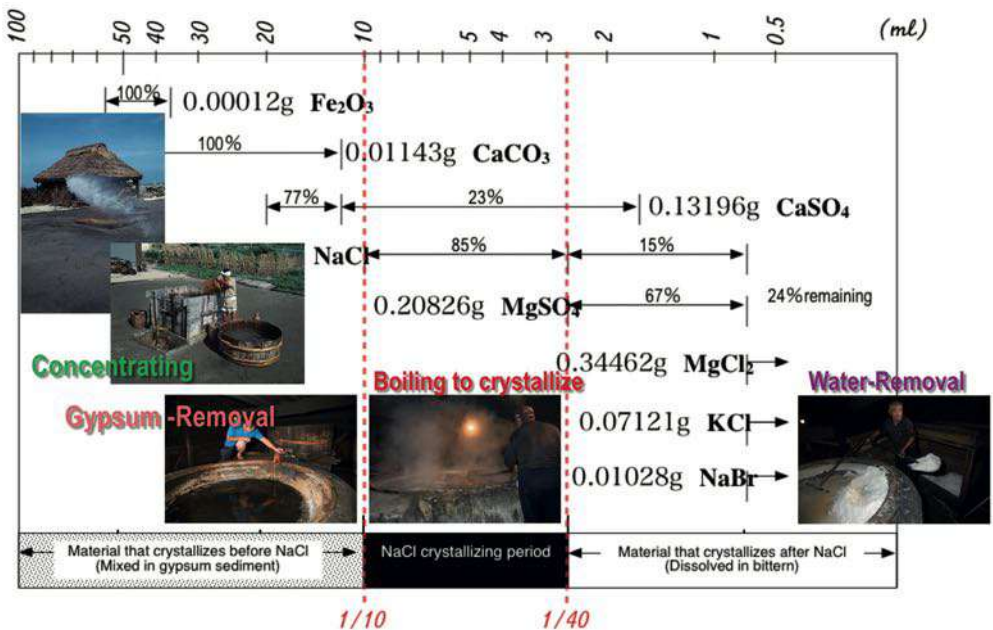 100 50 40 30 20 10 5 4 3 2 1 0.5 (ml)
100% 0.00012g Fe₂O₃
100% 0.01143g CaCO₃
77% 23% 0.13196g CaSO₄
NaCl 85% 15%
0.20826g MgSO₄ 67% 24%remaining
0.34462g MgCl₂
0.07121g KCl
0.01028g NaBr
Concentrating
Gypsum -Removal
Boiling to crystallize
Water-Removal
Material that crystallizes before NaCl
(Mixed in gypsum sediment)
NaCl crystallizing period
Material that crystallizes after NaCl
(Dissolved in bittern)
1/10 1/40